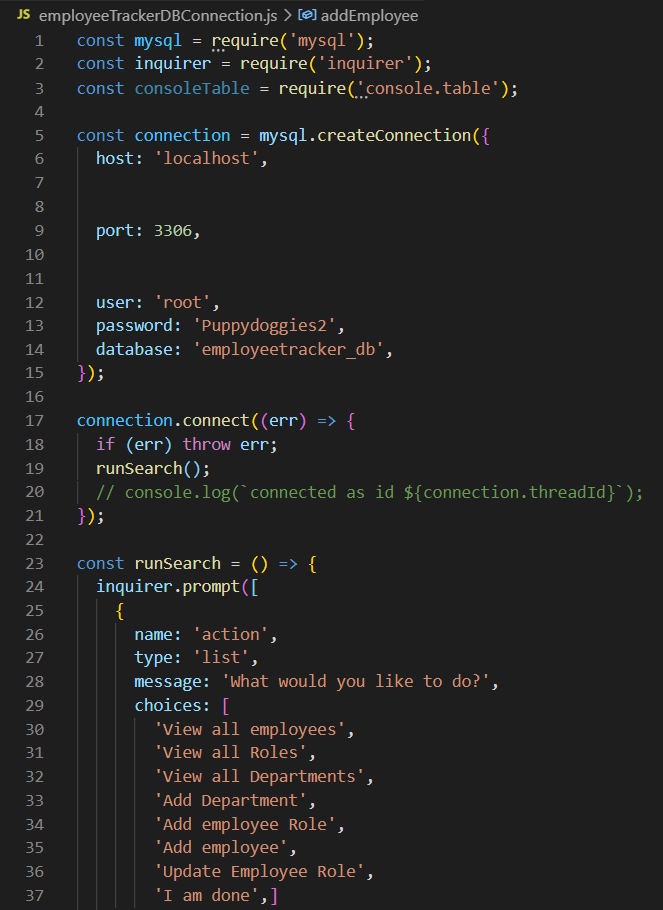 JS employeeTrackerDBConnection.js > addEmployee
1 const mysql = require('mysql');
2 const inquirer = require('inquirer');
3 const consoleTable = require('console.table');
4
5 const connection = mysql.createConnection({
6   host: 'localhost',
7
8
9   port: 3306,
10
11
12   user: 'root',
13   password: 'Puppydoggies2',
14   database: 'employeetracker_db',
15 });
16
17 connection.connect((err) => {
18   if (err) throw err;
19   runSearch();
20   // console.log(`connected as id ${connection.threadId}`);
21 });
22
23 const runSearch = () => {
24   inquirer.prompt([
25     {
26       name: 'action',
27       type: 'list',
28       message: 'What would you like to do?',
29       choices: [
30         'View all employees',
31         'View all Roles',
32         'View all Departments',
33         'Add Department',
34         'Add employee Role',
35         'Add employee',
36         'Update Employee Role',
37         'I am done',]